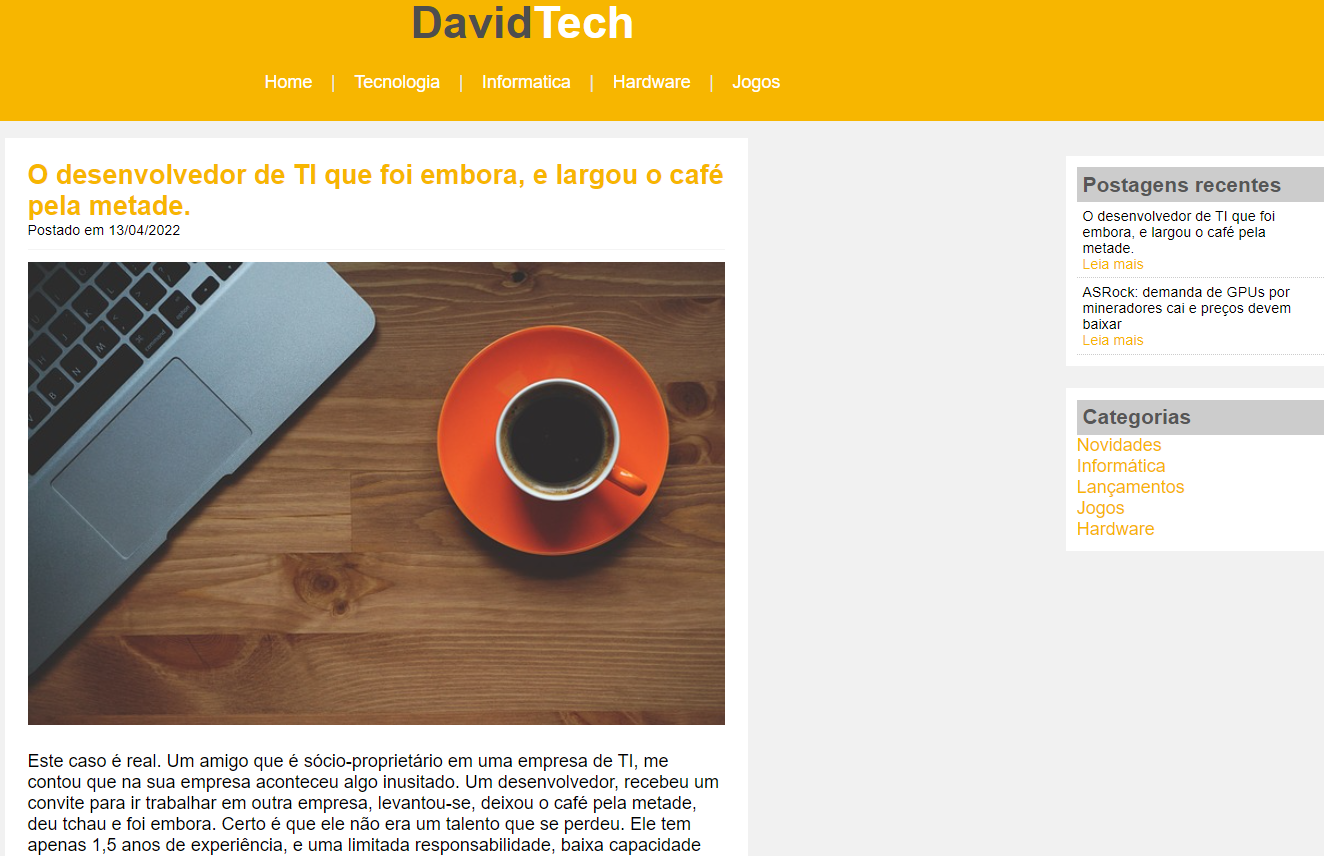 DavidTech
Home | Tecnologia | Informatica | Hardware | Jogos
O desenvolvedor de TI que foi embora, e largou o café
pela metade.
Postado em 13/04/2022
Este caso é real. Um amigo que é sócio-proprietário em uma empresa de TI, me
contou que na sua empresa aconteceu algo inusitado. Um desenvolvedor, recebeu um
convite para ir trabalhar em outra empresa, levantou-se, deixou o café pela metade,
deu tchau e foi embora. Certo é que ele não era um talento que se perdeu. Ele tem
apenas 1,5 anos de experiência, e uma limitada responsabilidade, baixa capacidade
Postagens recentes
O desenvolvedor de TI que foi
embora, e largou o café pela
metade.
Leia mais
ASRock: demanda de GPUs por
mineradores cai e preços devem
baixar
Leia mais
Categorias
Novidades
Informática
Lançamentos
Jogos
Hardware